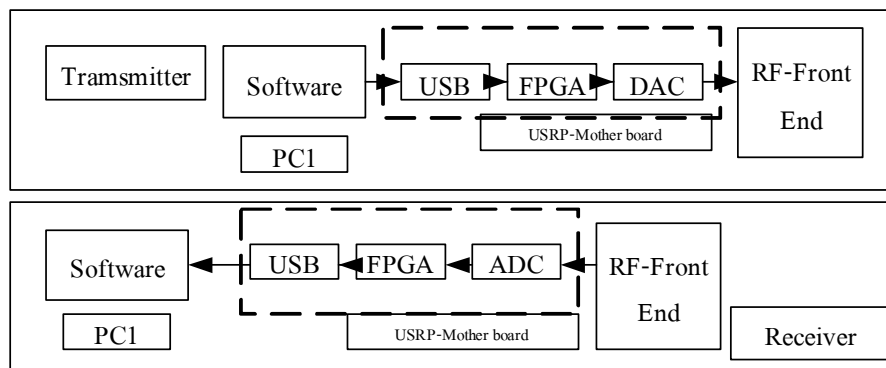 Tramsmitter
Software
USB
FPGA
DAC
RF-Front
End
USRP-Mother board
PC1
Software
USB
FPGA
ADC
RF-Front
End
PC1
USRP-Mother board
Receiver